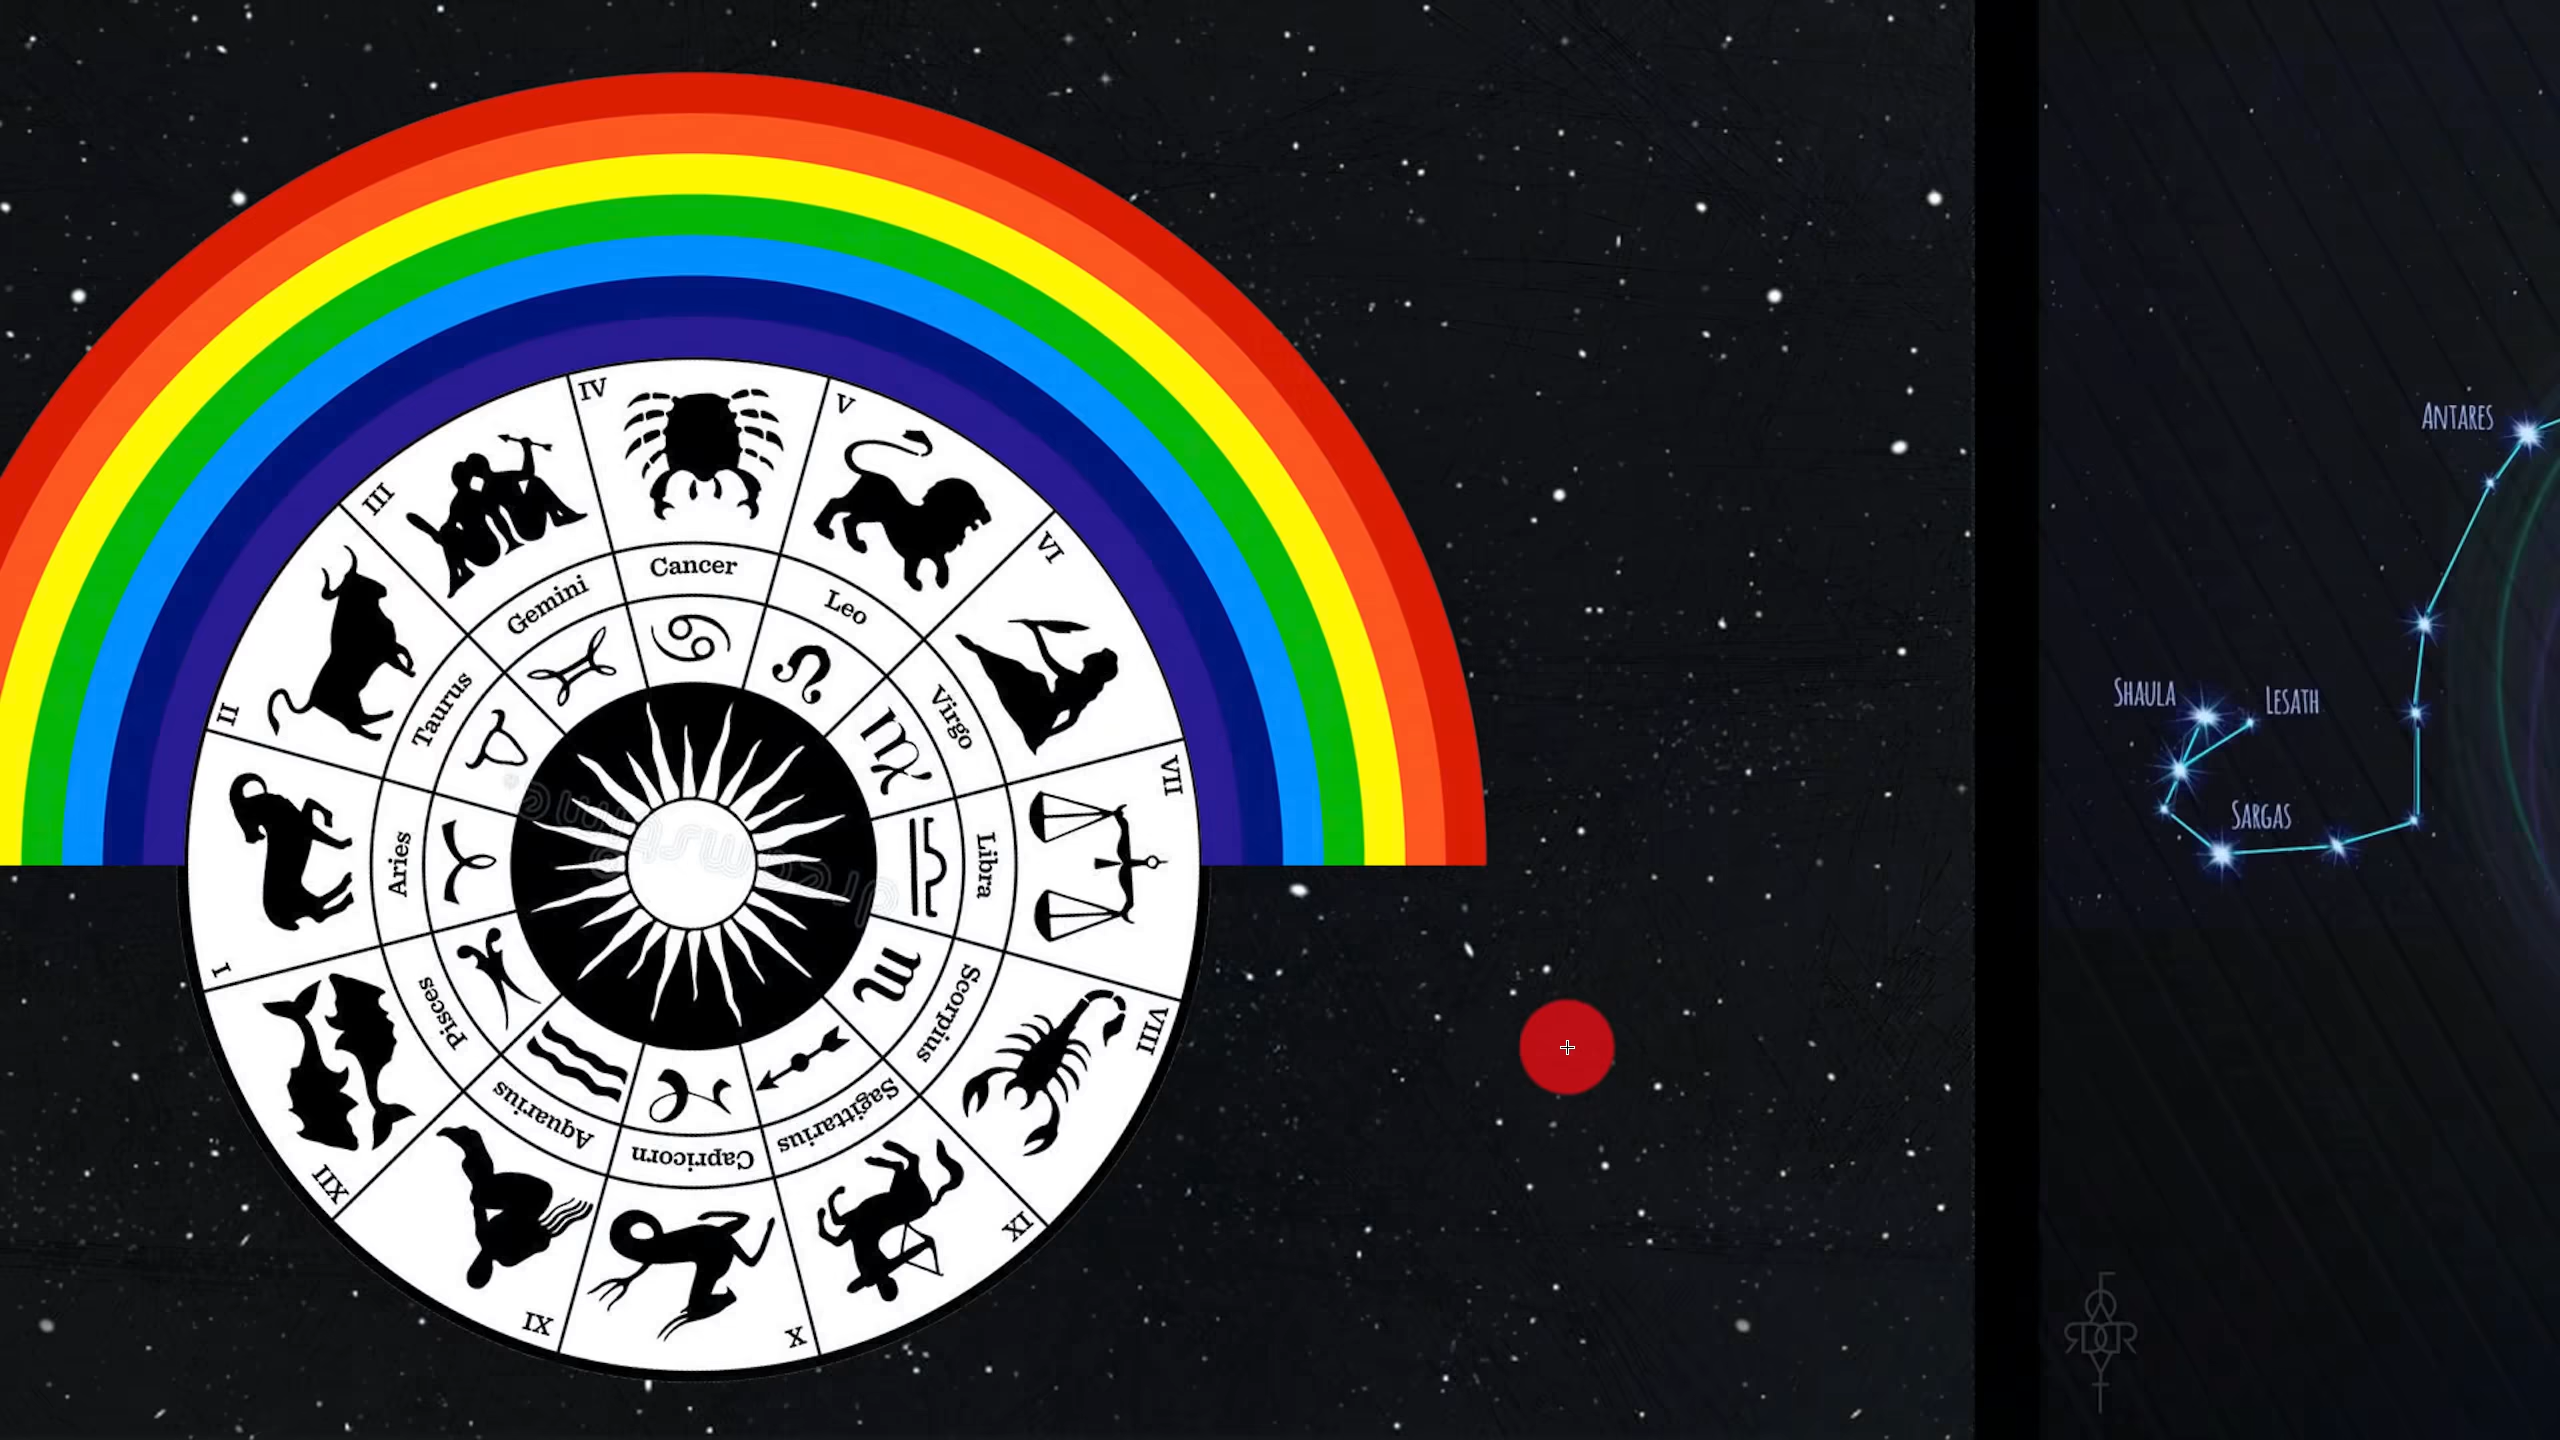 IV
V
III
VI
Cancer
Gemini
Leo
Taurus
Virgo
II
VII
Aries
Libra
I
Pisces
Scorpius
VIII
Aquarius
Sagittarius
Capricorn
XII
IX
XI
X
dreamstime.
ANTARES
SHAULA
LESATH
SARGAS